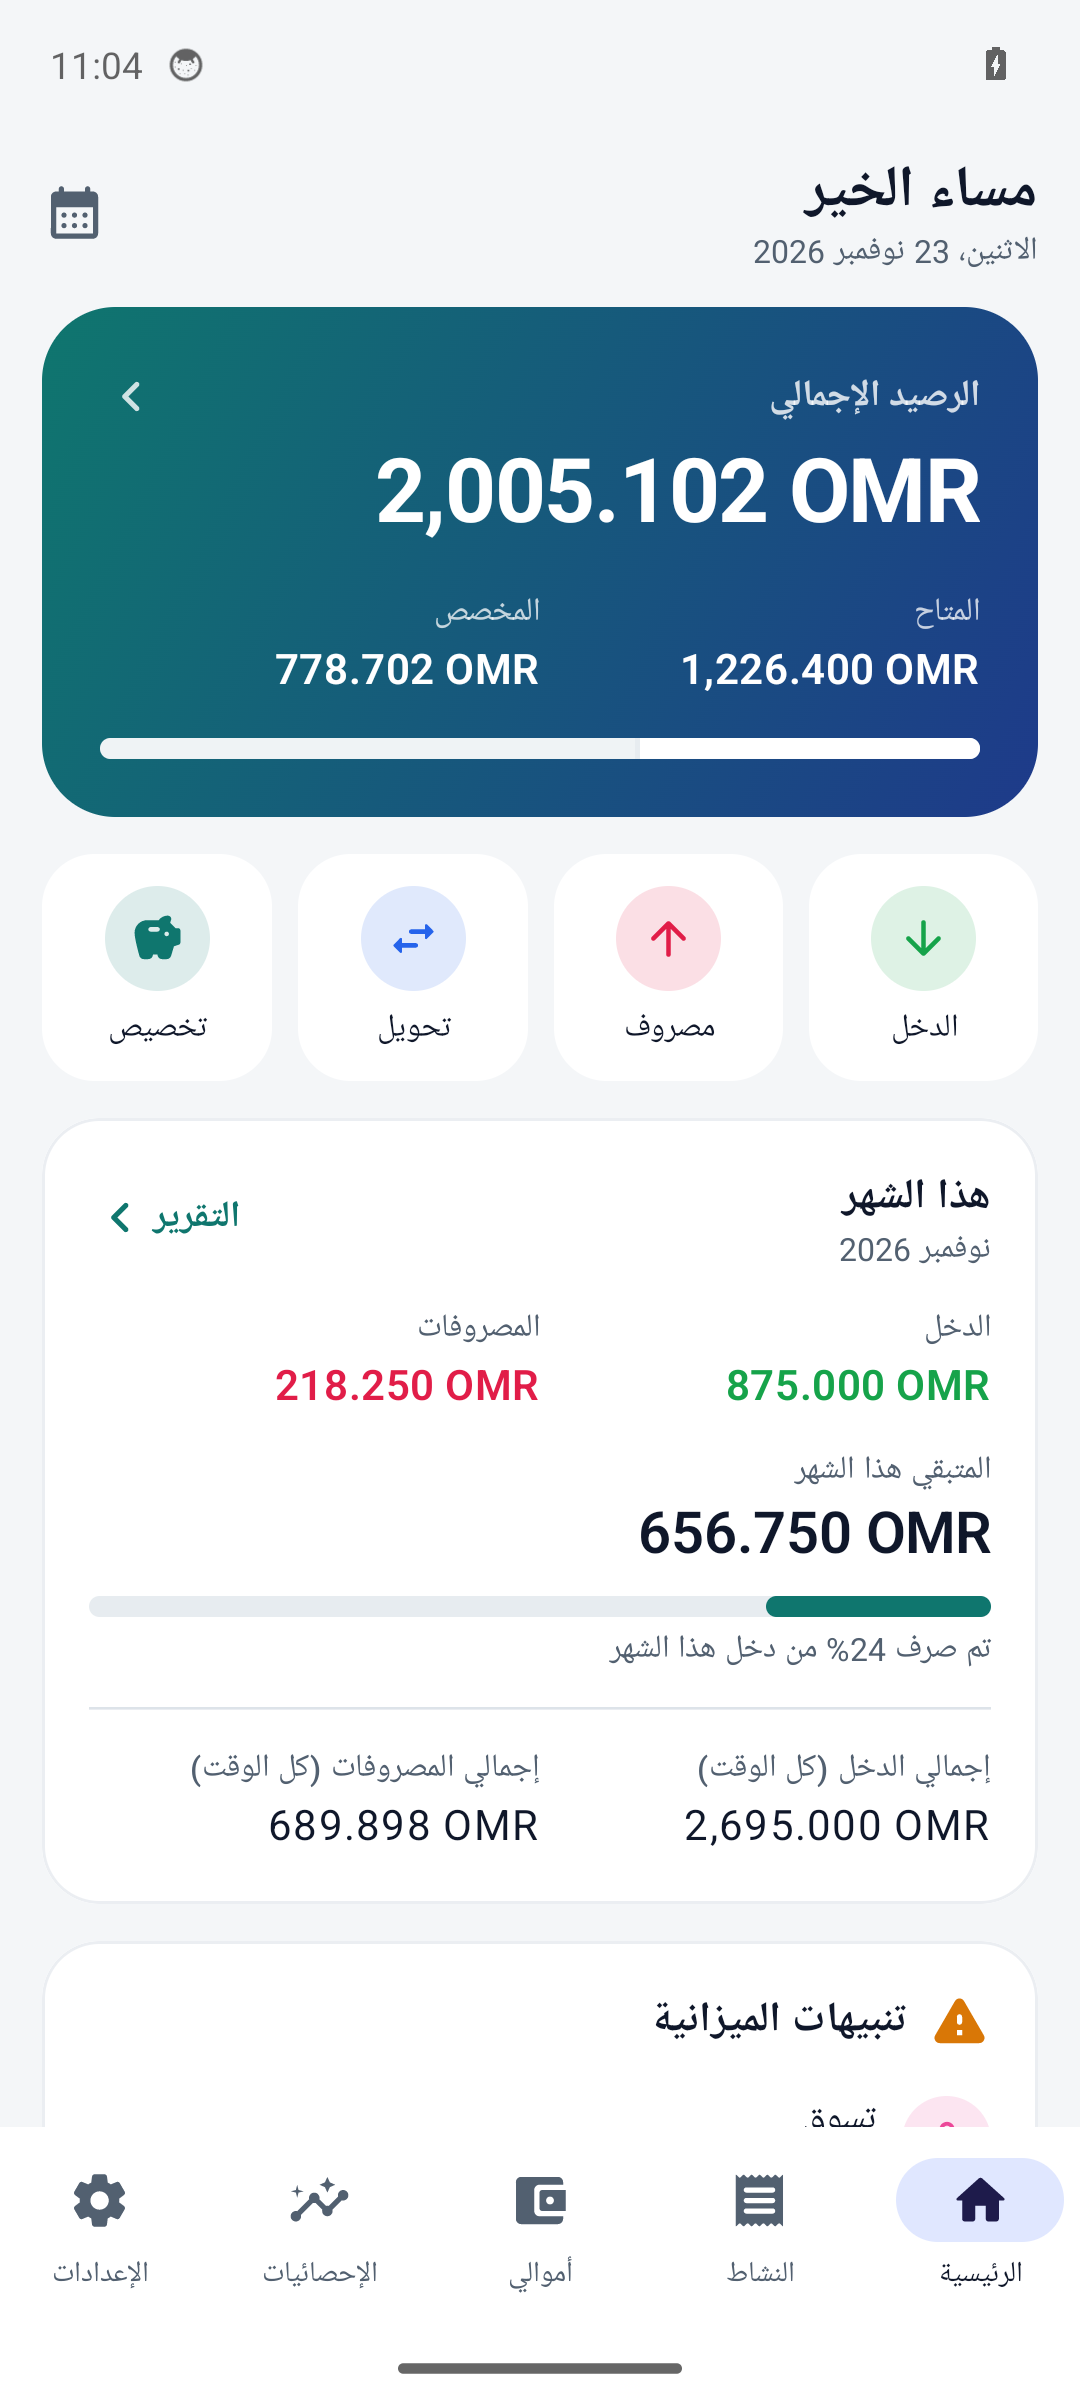 11:04
مساء الخير
الاثنين، 23 نوفمبر 2026
الرصيد الإجمالي
2,005.102 OMR
المتاح
1,226.400 OMR
المخصص
778.702 OMR
الدخل
مصروف
تحويل
تخصيص
هذا الشهر
التقرير
نوفمبر 2026
الدخل
875.000 OMR
المصروفات
218.250 OMR
المتبقي هذا الشهر
656.750 OMR
تم صرف 24% من دخل هذا الشهر
إجمالي الدخل (كل الوقت)
2,695.000 OMR
إجمالي المصروفات (كل الوقت)
689.898 OMR
تنبيهات الميزانية
تسوق
الرئيسية
النشاط
أموالي
الإحصائيات
الإعدادات